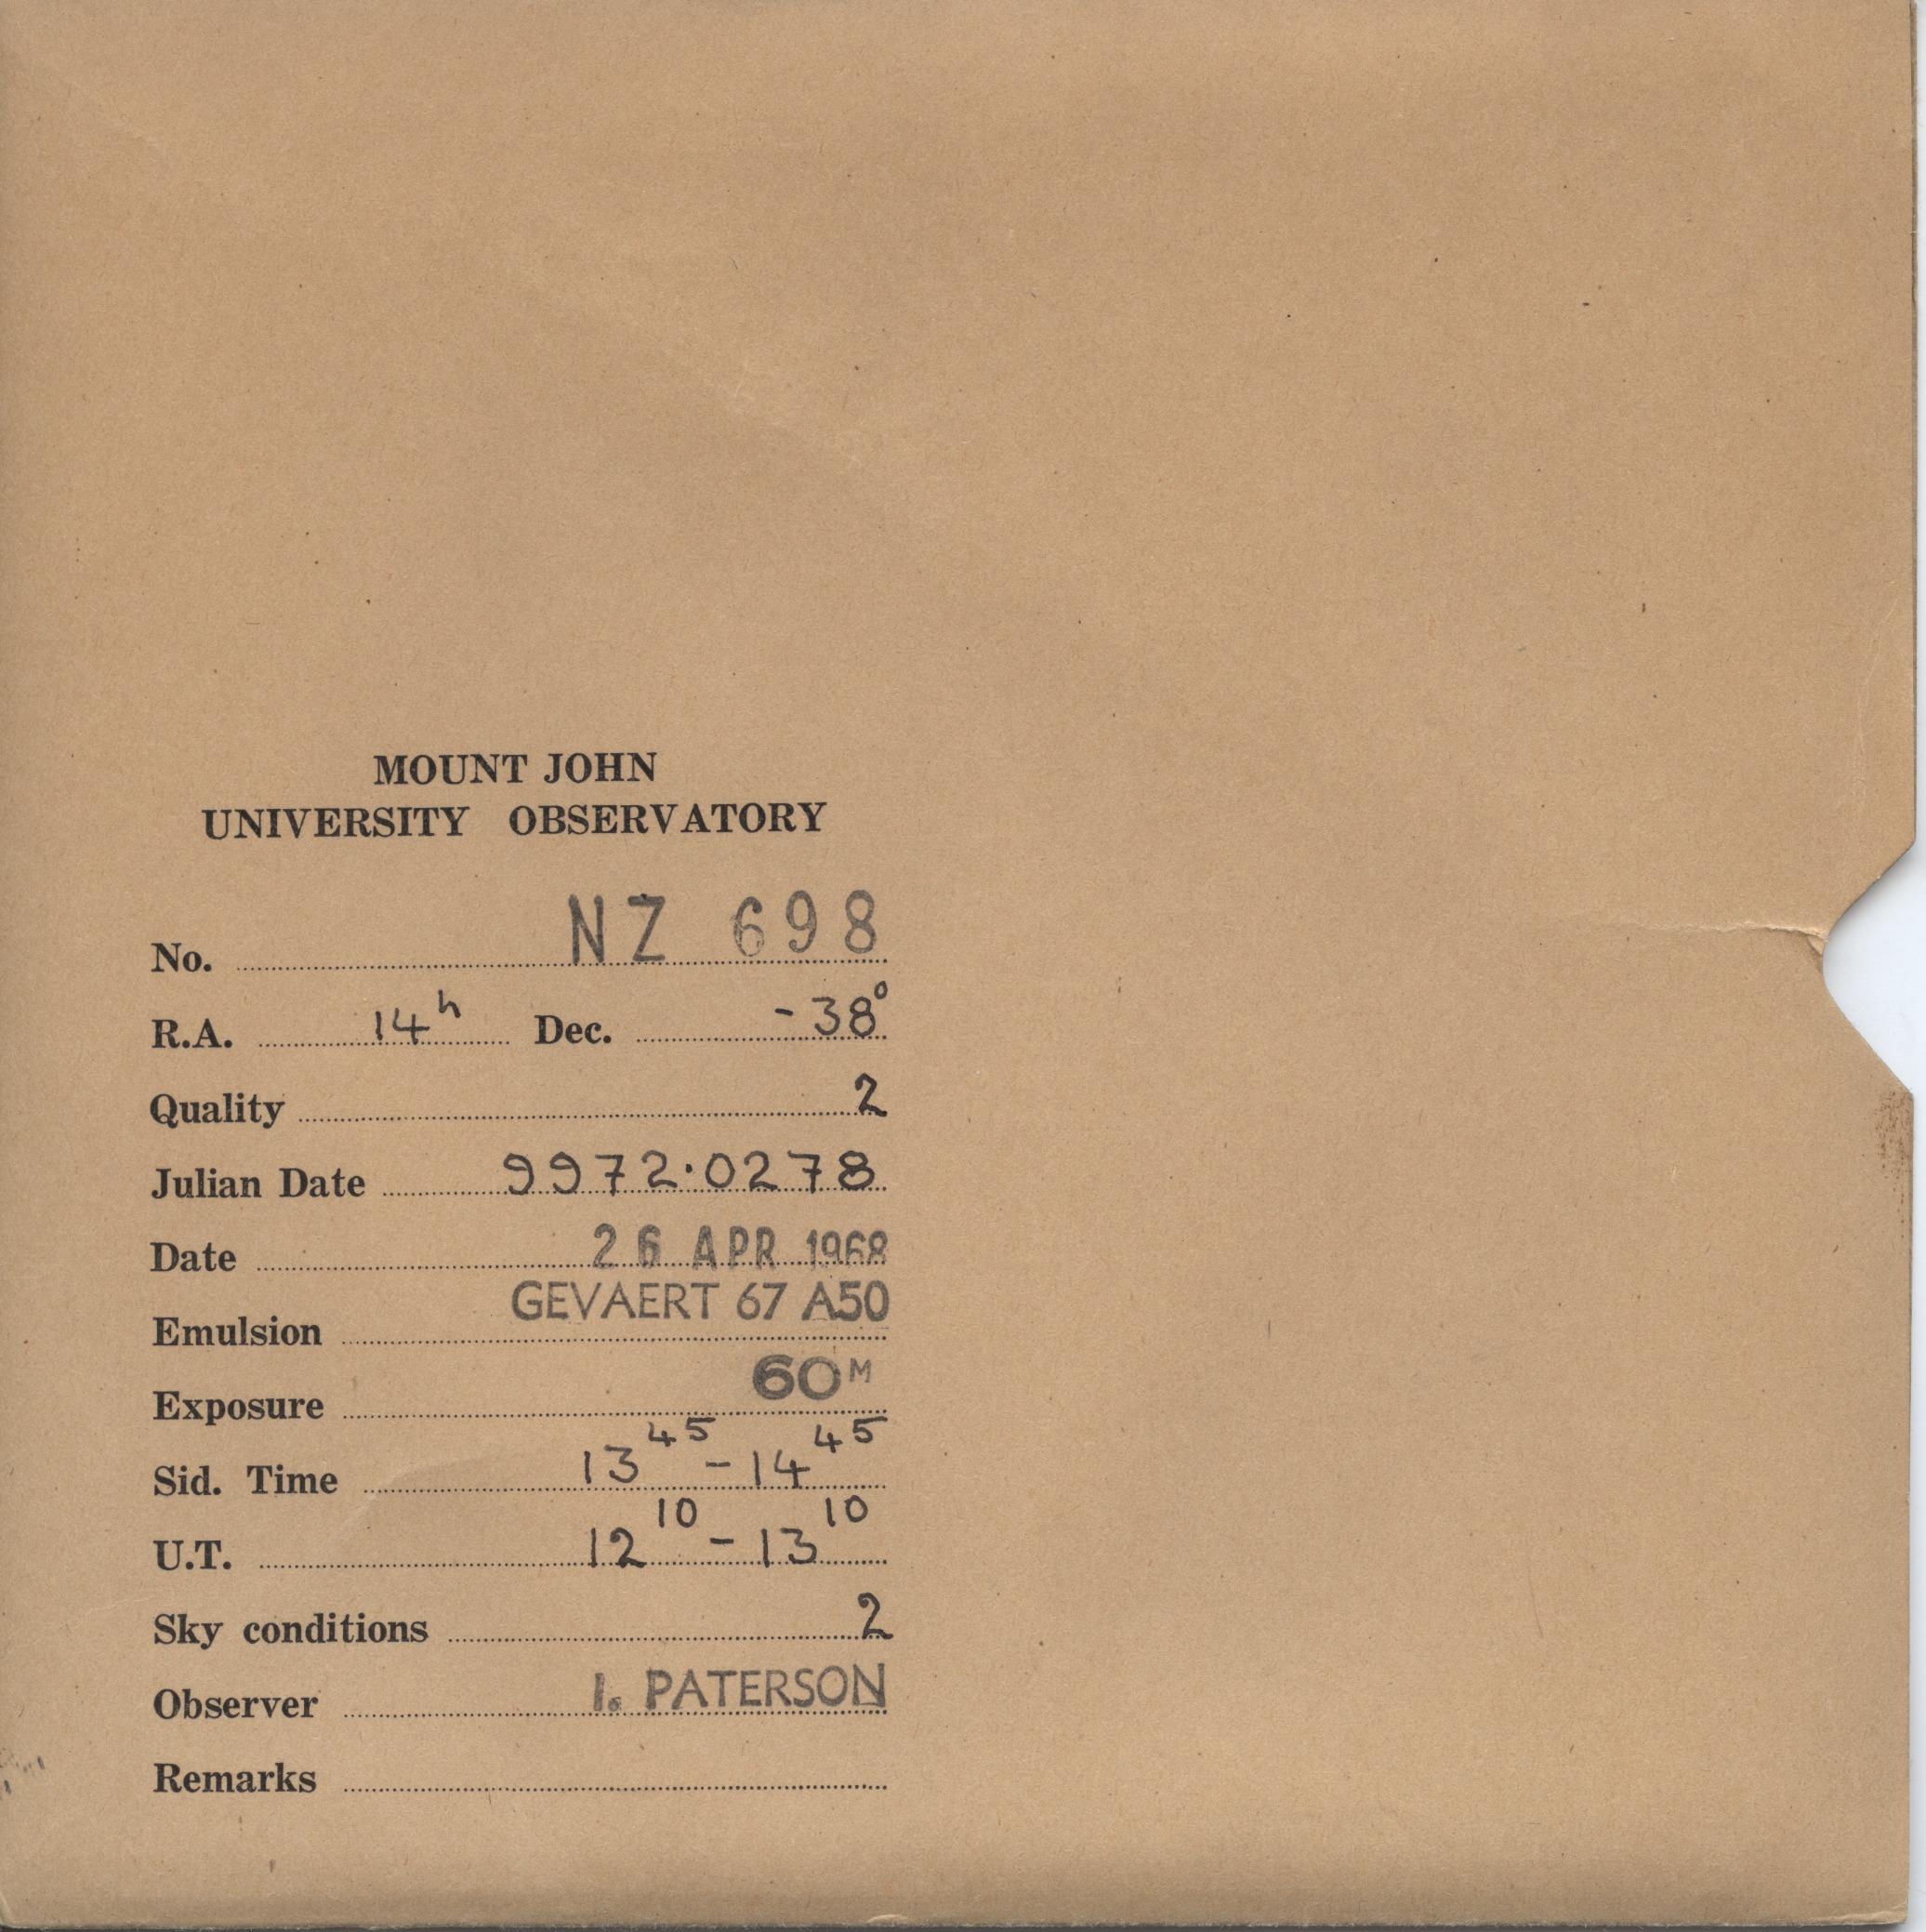 MOUNT JOHN
UNIVERSITY OBSERVATORY
No. NZ 698
R.A. 14h Dec. -38°
Quality 2
Julian Date 9972·0278
Date 26 APR 1968
Emulsion GEVAERT 67 A50
Exposure 60M
Sid. Time 13 45 - 14 45
U.T. 12 10 - 13 10
Sky conditions 2
Observer I. PATERSON
Remarks